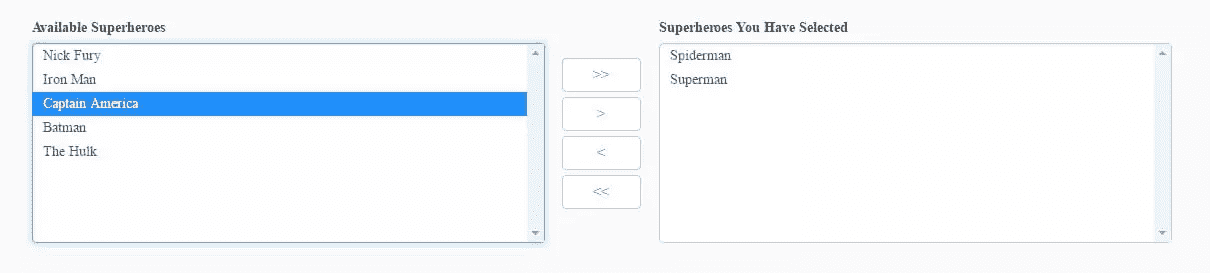 Available Superheroes
Nick Fury
Iron Man
Captain America
Batman
The Hulk
>>
>
<
<<
Superheroes You Have Selected
Spiderman
Superman